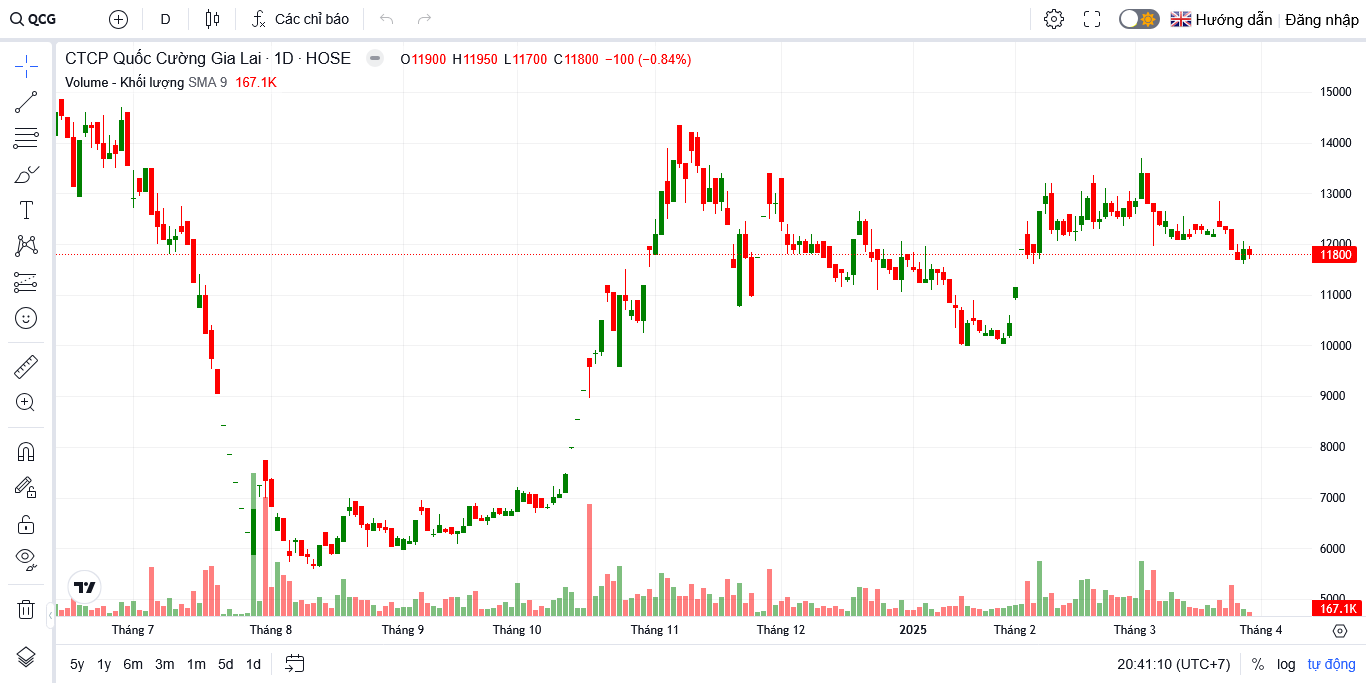 QCG D Các chỉ báo Hướng dẫn Đăng nhập
CTCP Quốc Cường Gia Lai · 1D · HOSE O11900 H11950 L11700 C11800 −100 (−0.84%)
Volume - Khối lượng SMA 9 167.1K
15000
14000
13000
12000
11800
11000
10000
9000
8000
7000
6000
5000
167.1K
Tháng 7 Tháng 8 Tháng 9 Tháng 10 Tháng 11 Tháng 12 2025 Tháng 2 Tháng 3 Tháng 4
5y 1y 6m 3m 1m 5d 1d 20:41:10 (UTC+7) % log tự động